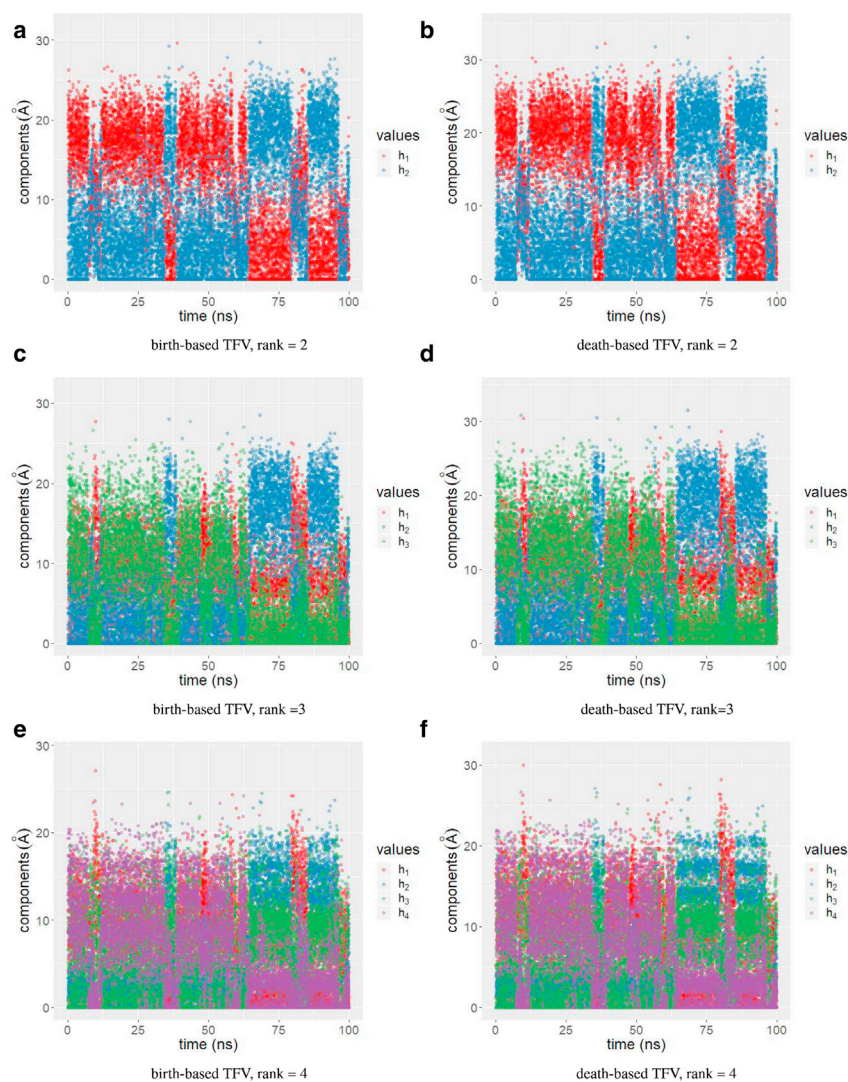 a
30
20
10
0
components(Å)
0 25 50 75 100
time (ns)
values
h1
h2
birth-based TFV, rank = 2
b
30
20
10
0
components(Å)
0 25 50 75 100
time (ns)
values
h1
h2
death-based TFV, rank = 2
c
30
20
10
0
components(Å)
0 25 50 75 100
time (ns)
values
h1
h2
h3
birth-based TFV, rank =3
d
30
20
10
0
components(Å)
0 25 50 75 100
time (ns)
values
h1
h2
h3
death-based TFV, rank=3
e
30
20
10
0
components(Å)
0 25 50 75 100
time (ns)
values
h1
h2
h3
h4
birth-based TFV, rank = 4
f
30
20
10
0
components(Å)
0 25 50 75 100
time (ns)
values
h1
h2
h3
h4
death-based TFV, rank = 4